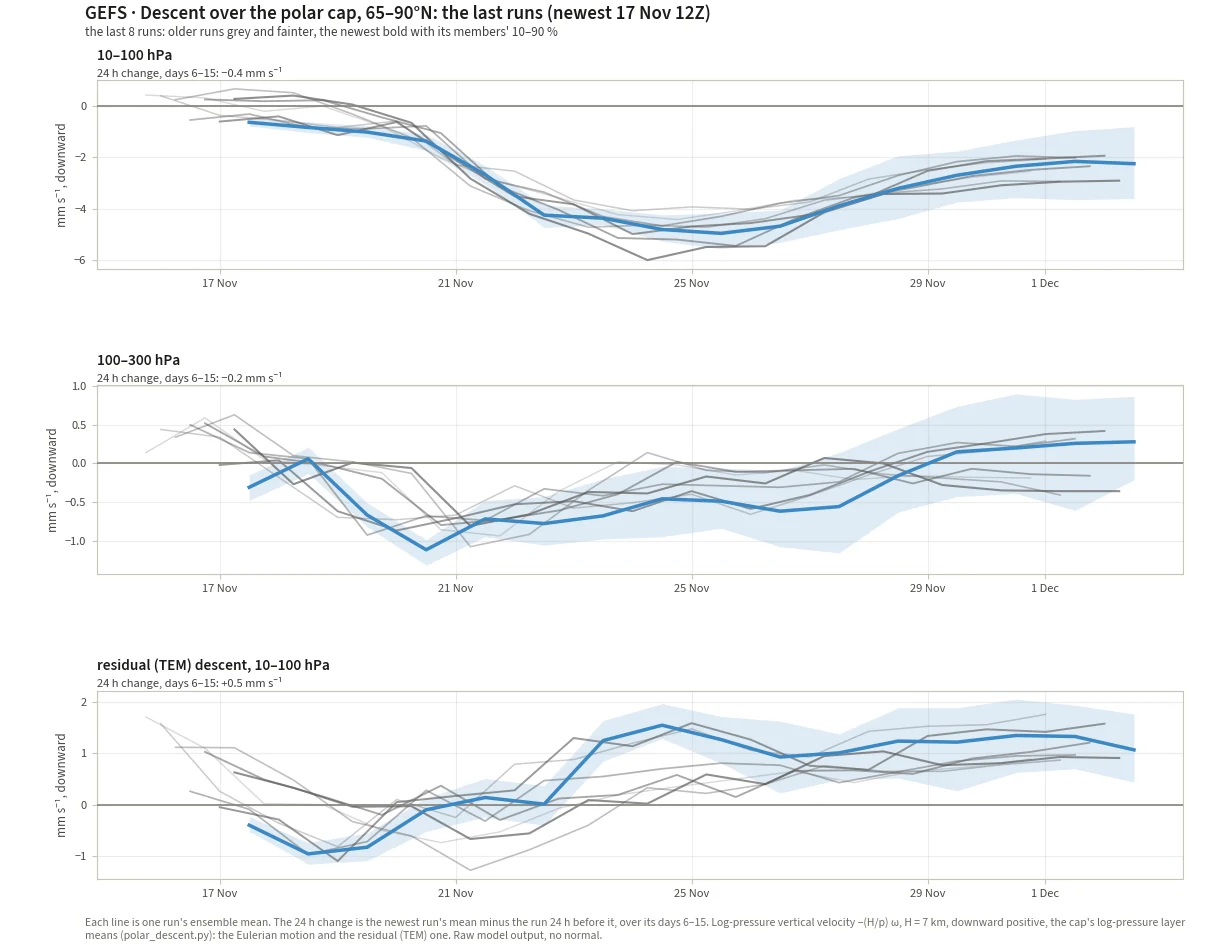 GEFS · Descent over the polar cap, 65–90°N: the last runs (newest 17 Nov 12Z)
the last 8 runs: older runs grey and fainter, the newest bold with its members' 10–90 %
10–100 hPa
24 h change, days 6–15: −0.4 mm s⁻¹
mm s⁻¹, downward
0
−2
−4
−6
17 Nov
21 Nov
25 Nov
29 Nov
1 Dec
100–300 hPa
24 h change, days 6–15: −0.2 mm s⁻¹
mm s⁻¹, downward
1.0
0.5
0.0
−0.5
−1.0
17 Nov
21 Nov
25 Nov
29 Nov
1 Dec
residual (TEM) descent, 10–100 hPa
24 h change, days 6–15: +0.5 mm s⁻¹
mm s⁻¹, downward
2
1
0
−1
17 Nov
21 Nov
25 Nov
29 Nov
1 Dec
Each line is one run's ensemble mean. The 24 h change is the newest run's mean minus the run 24 h before it, over its days 6–15. Log-pressure vertical velocity −(H/p) ω, H = 7 km, downward positive, the cap's log-pressure layer
means (polar_descent.py): the Eulerian motion and the residual (TEM) one. Raw model output, no normal.